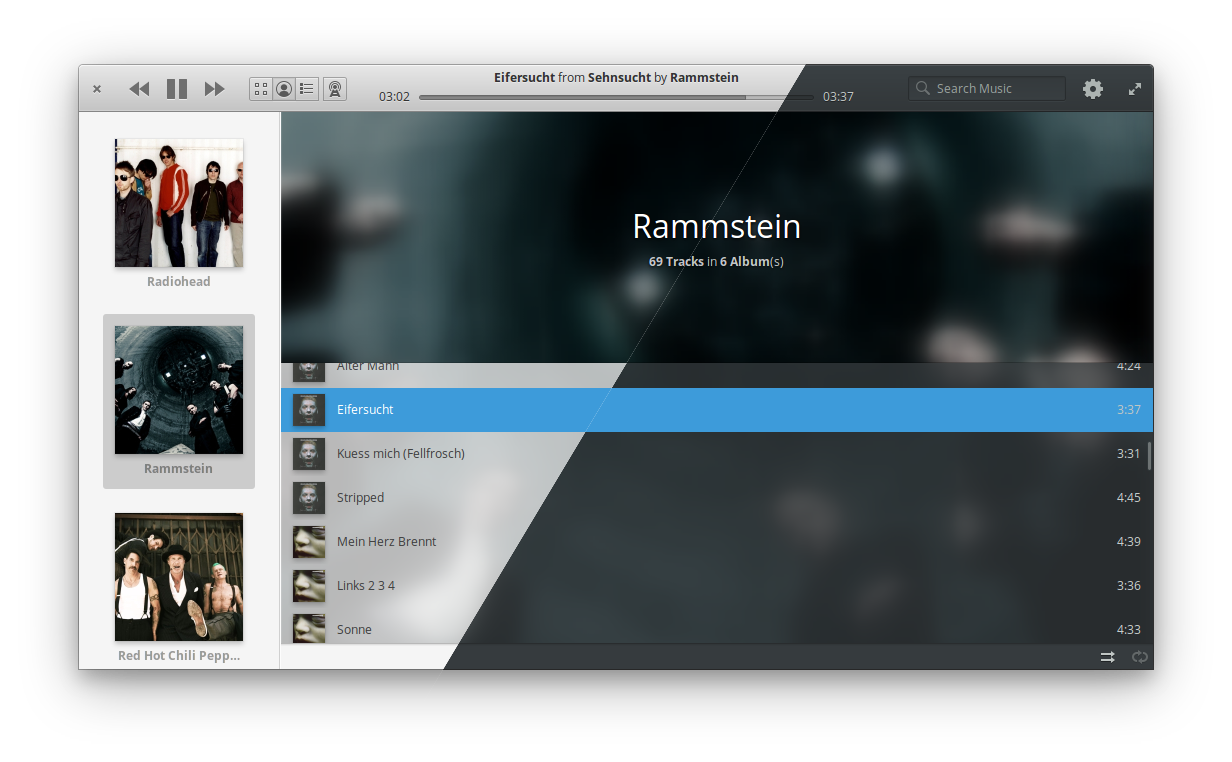 Eifersucht from Sehnsucht by Rammstein
03:02
03:37
Search Music
Radiohead
Rammstein
Red Hot Chili Pepp...
Rammstein
69 Tracks in 6 Album(s)
Alter Mann 4:24
Eifersucht 3:37
Kuess mich (Fellfrosch) 3:31
Stripped 4:45
Mein Herz Brennt 4:39
Links 2 3 4 3:36
Sonne 4:33